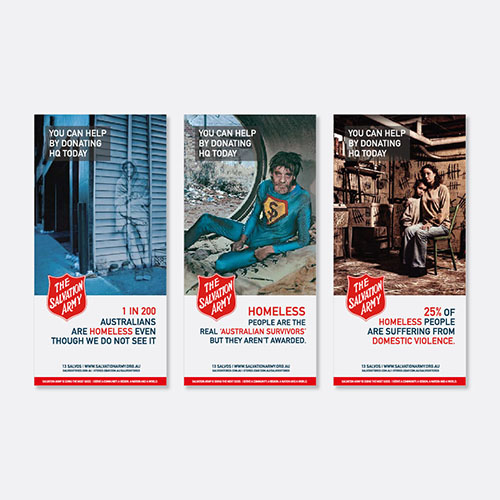 YOU CAN HELP
BY DONATING
HQ TODAY
THE
SALVATION
ARMY
1 IN 200
AUSTRALIANS
ARE HOMELESS EVEN
THOUGH WE DO NOT SEE IT
13 SALVOS / WWW.SALVATIONARMY.ORG.AU
YOU CAN HELP
BY DONATING
HQ TODAY
S
THE
SALVATION
ARMY
HOMELESS
PEOPLE ARE THE
REAL 'AUSTRALIAN SURVIVORS'
BUT THEY AREN'T AWARDED.
13 SALVOS / WWW.SALVATIONARMY.ORG.AU
YOU CAN HELP
BY DONATING
HQ TODAY
THE
SALVATION
ARMY
25% OF
HOMELESS PEOPLE
ARE SUFFERING FROM
DOMESTIC VIOLENCE.
13 SALVOS / WWW.SALVATIONARMY.ORG.AU